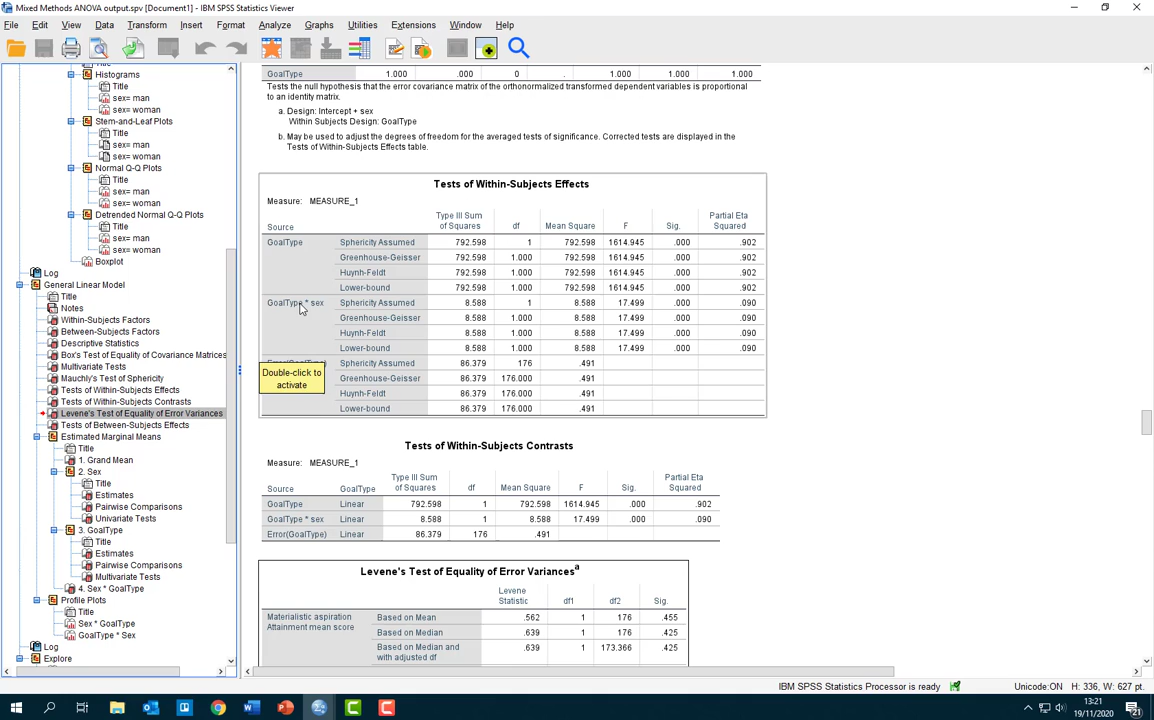 Mixed Methods ANOVA output.spv [Document1] - IBM SPSS Statistics Viewer
File Edit View Data Transform Insert Format Analyze Graphs Utilities Extensions Window Help
Histograms
Title
sex= man
sex= woman
Stem-and-Leaf Plots
Title
sex= man
sex= woman
Normal Q-Q Plots
Title
sex= man
sex= woman
Detrended Normal Q-Q Plots
Title
sex= man
sex= woman
Boxplot
Log
General Linear Model
Title
Notes
Within-Subjects Factors
Between-Subjects Factors
Descriptive Statistics
Box's Test of Equality of Covariance Matrices
Multivariate Tests
Mauchly's Test of Sphericity
Tests of Within-Subjects Effects
Tests of Within-Subjects Contrasts
Levene's Test of Equality of Error Variances
Tests of Between-Subjects Effects
Estimated Marginal Means
Title
1. Grand Mean
2. Sex
Title
Estimates
Pairwise Comparisons
Univariate Tests
3. GoalType
Title
Estimates
Pairwise Comparisons
Multivariate Tests
4. Sex * GoalType
Profile Plots
Title
Sex * GoalType
GoalType * Sex
Log
Explore
GoalType 1.000 .000 0 . 1.000 1.000 1.000
Tests the null hypothesis that the error covariance matrix of the orthonormalized transformed dependent variables is proportional
to an identity matrix.
a. Design: Intercept + sex
Within Subjects Design: GoalType
b. May be used to adjust the degrees of freedom for the averaged tests of significance. Corrected tests are displayed in the
Tests of Within-Subjects Effects table.
Tests of Within-Subjects Effects
Measure: MEASURE_1
Source Type III Sum of Squares df Mean Square F Sig. Partial Eta Squared
GoalType Sphericity Assumed 792.598 1 792.598 1614.945 .000 .902
Greenhouse-Geisser 792.598 1.000 792.598 1614.945 .000 .902
Huynh-Feldt 792.598 1.000 792.598 1614.945 .000 .902
Lower-bound 792.598 1.000 792.598 1614.945 .000 .902
GoalType * sex Sphericity Assumed 8.588 1 8.588 17.499 .000 .090
Greenhouse-Geisser 8.588 1.000 8.588 17.499 .000 .090
Huynh-Feldt 8.588 1.000 8.588 17.499 .000 .090
Lower-bound 8.588 1.000 8.588 17.499 .000 .090
Error(GoalType) Sphericity Assumed 86.379 176 .491
Greenhouse-Geisser 86.379 176.000 .491
Huynh-Feldt 86.379 176.000 .491
Lower-bound 86.379 176.000 .491
Double-click to
activate
Tests of Within-Subjects Contrasts
Measure: MEASURE_1
Source GoalType Type III Sum of Squares df Mean Square F Sig. Partial Eta Squared
GoalType Linear 792.598 1 792.598 1614.945 .000 .902
GoalType * sex Linear 8.588 1 8.588 17.499 .000 .090
Error(GoalType) Linear 86.379 176 .491
Levene's Test of Equality of Error Variancesa
Levene Statistic df1 df2 Sig.
Materialistic aspiration Attainment mean score Based on Mean .562 1 176 .455
Based on Median .639 1 176 .425
Based on Median and with adjusted df .639 1 173.366 .425
IBM SPSS Statistics Processor is ready Unicode:ON H: 336, W: 627 pt.
13:21
19/11/2020
21